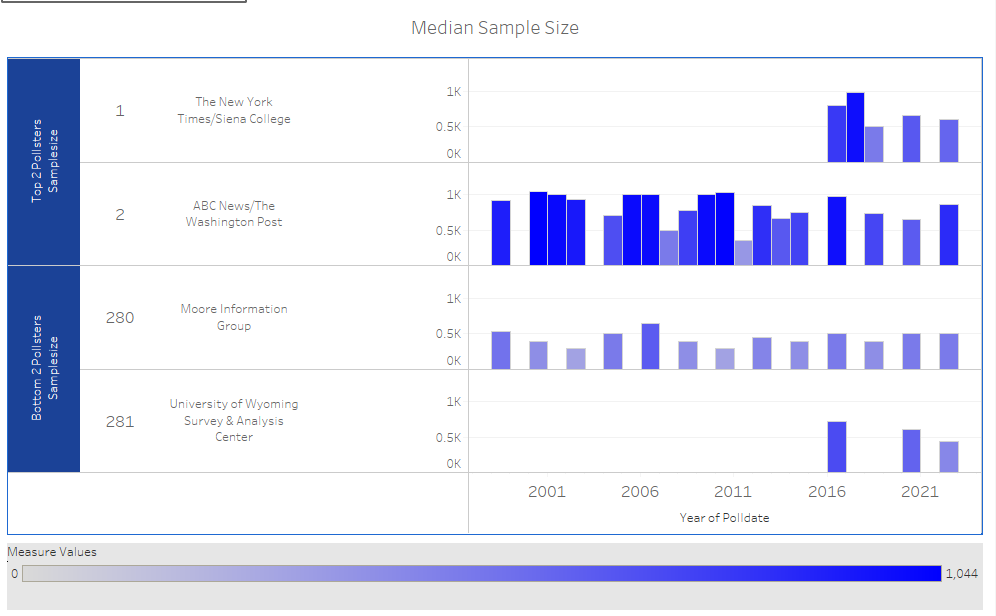 Median Sample Size
Top 2 Pollsters
Samplesize
1
The New York
Times/Siena College
1K
0.5K
0K
2
ABC News/The
Washington Post
1K
0.5K
0K
Bottom 2 Pollsters
Samplesize
280
Moore Information
Group
1K
0.5K
0K
281
University of Wyoming
Survey & Analysis
Center
1K
0.5K
0K
2001 2006 2011 2016 2021
Year of Polldate
Measure Values
0 1,044